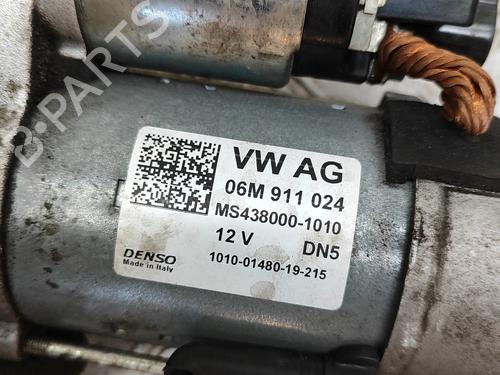 B-PARTS
VW AG
06M 911 024
MS438000-1010
12 V DN5
DENSO
Made in Italy
1010-01480-19-215